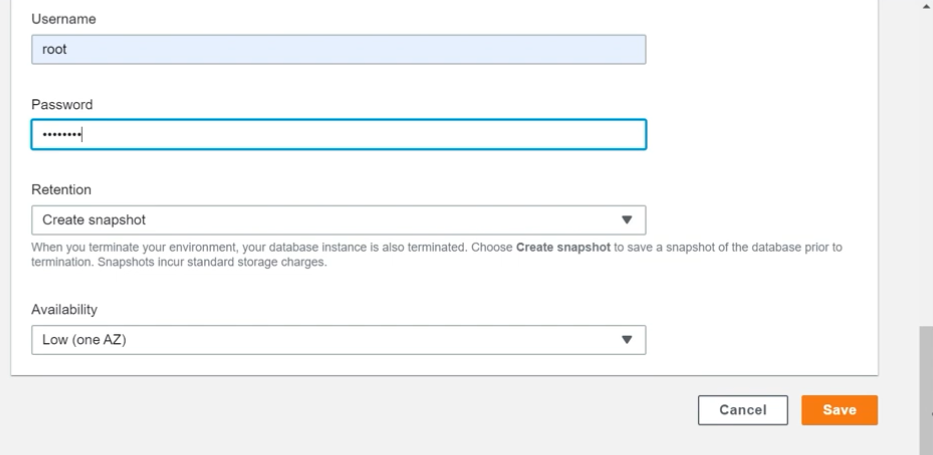 Username
root
Password
••••••••
Retention
Create snapshot
When you terminate your environment, your database instance is also terminated. Choose Create snapshot to save a snapshot of the database prior to
termination. Snapshots incur standard storage charges.
Availability
Low (one AZ)
Cancel Save